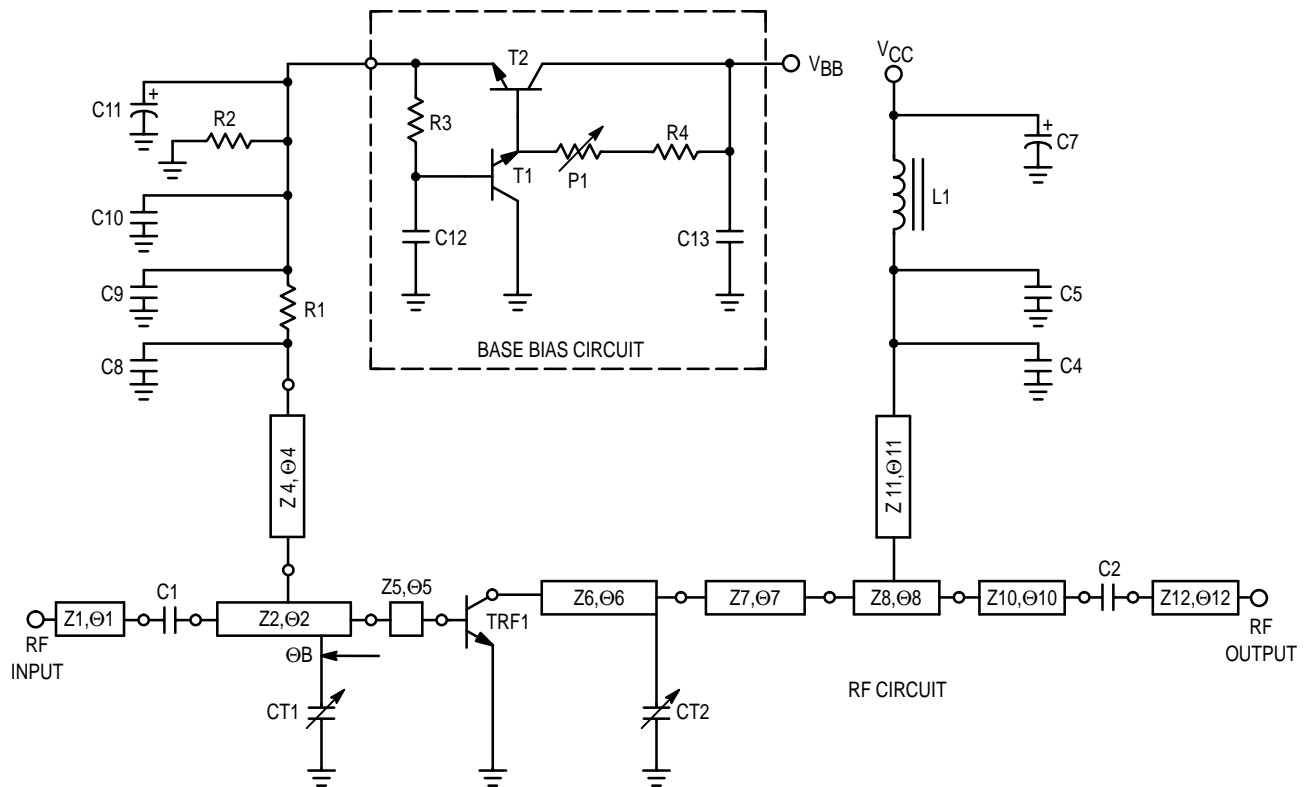 T2
V_BB
V_CC
C11
+
R2
R3
R4
T1
P1
+
C7
L1
C10
C12
C13
C9
R1
C5
BASE BIAS CIRCUIT
C8
C4
Z 4, Θ4
Z 11, Θ11
C1
Z5,Θ5
C2
Z1,Θ1
Z2,Θ2
TRF1
Z6,Θ6
Z7,Θ7
Z8,Θ8
Z10,Θ10
Z12,Θ12
RF
INPUT
RF
OUTPUT
ΘB
RF CIRCUIT
CT1
CT2